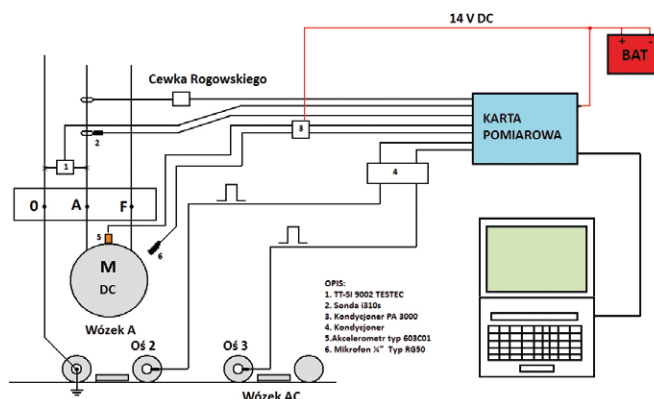 14 V DC
+ -
BAT
Cewka Rogowskiego
KARTA
POMIAROWA
2
3
1
4
0 A F
5
6
M
DC
Wózek A
OPIS:
1. TT-SI 9002 TESTEC
2. Sonda i310s
3. Kondycjoner PA 3000
4. Kondycjoner
5.Akcelerometr typ 603C01
6. Mikrofon ¼" Typ RG50
Oś 2
Oś 3
Wózek AC